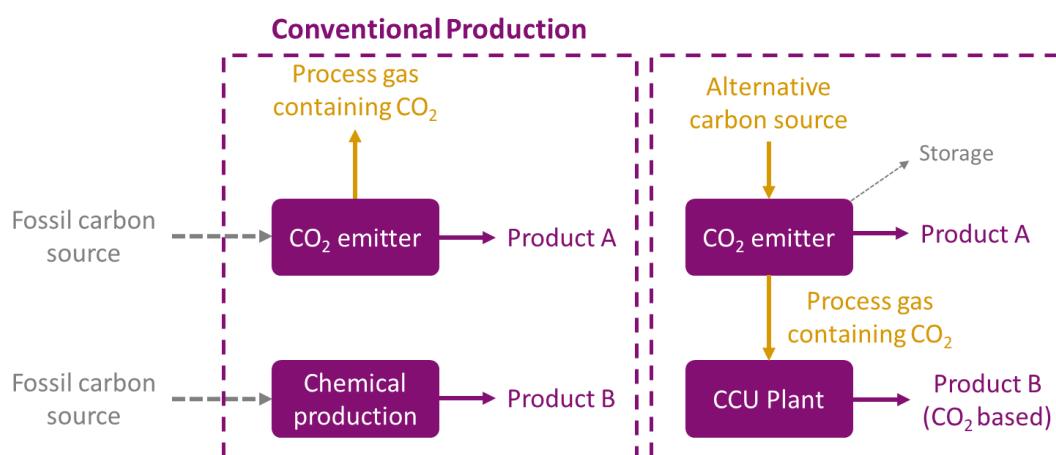 Conventional Production
Process gas
containing CO₂
Fossil carbon
source
CO₂ emitter
Product A
Fossil carbon
source
Chemical
production
Product B
Alternative
carbon source
Storage
CO₂ emitter
Product A
Process gas
containing CO₂
CCU Plant
Product B
(CO₂ based)